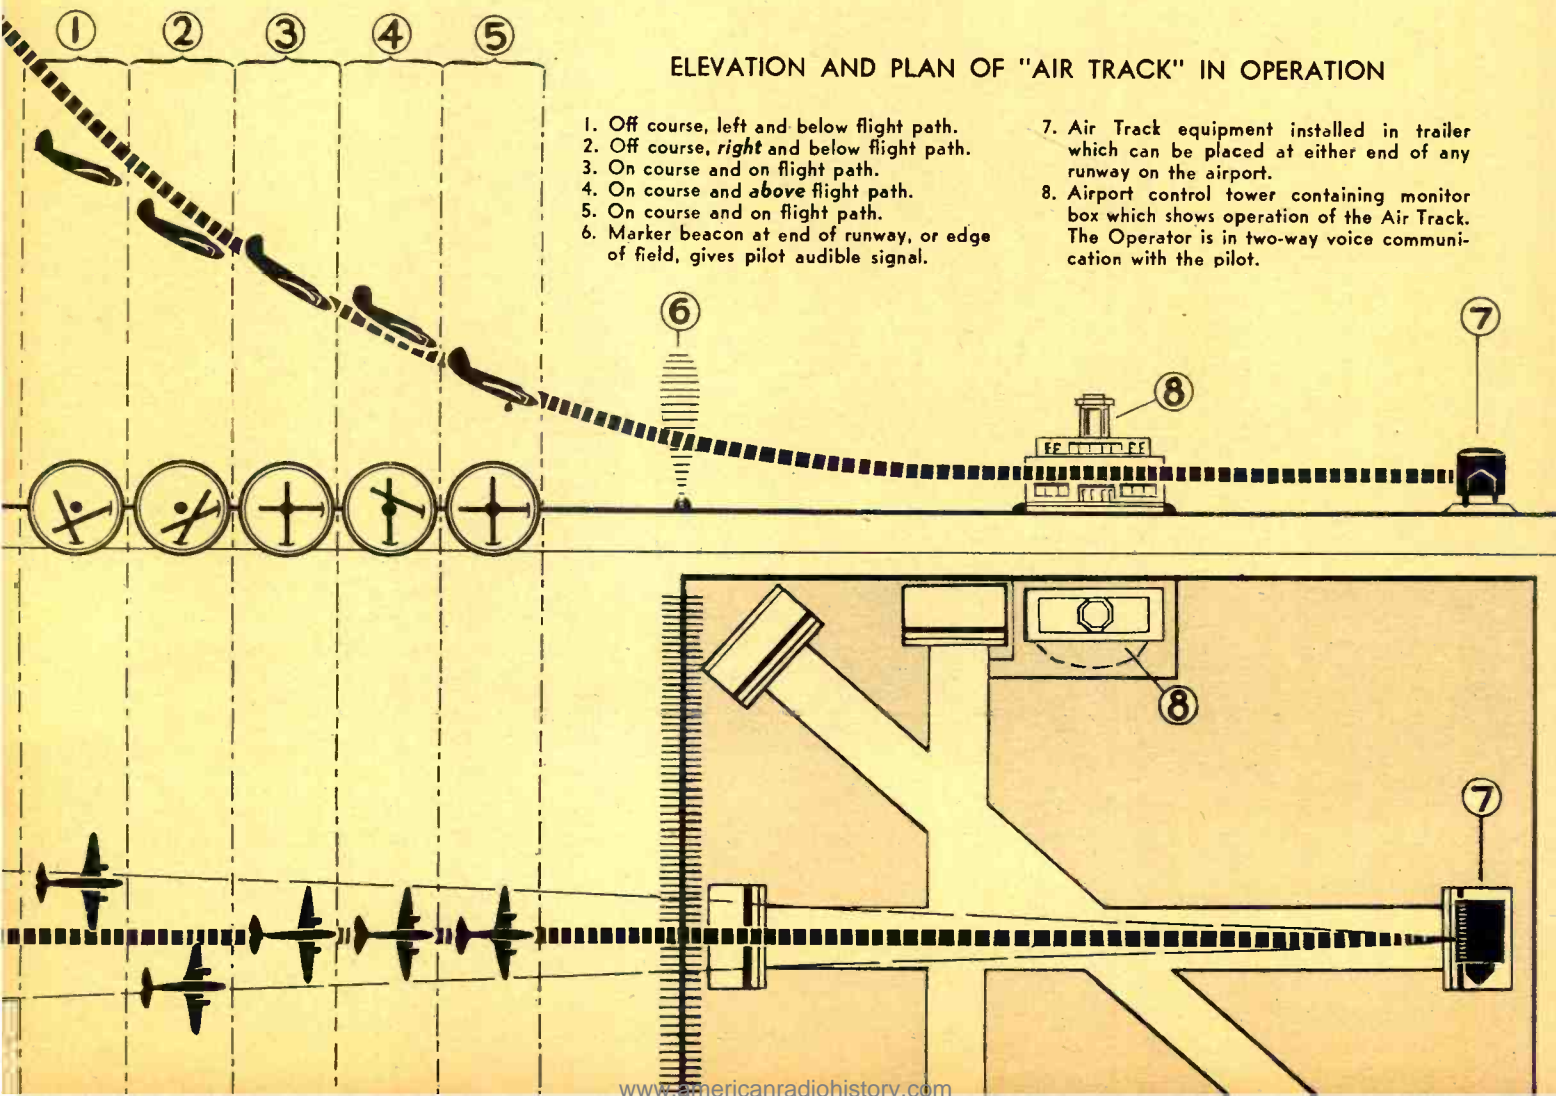 1 2 3 4 5
ELEVATION AND PLAN OF "AIR TRACK" IN OPERATION
1. Off course, left and below flight path.
2. Off course, right and below flight path.
3. On course and on flight path.
4. On course and above flight path.
5. On course and on flight path.
6. Marker beacon at end of runway, or edge
of field, gives pilot audible signal.
7. Air Track equipment installed in trailer
which can be placed at either end of any
runway on the airport.
8. Airport control tower containing monitor
box which shows operation of the Air Track.
The Operator is in two-way voice communi-
cation with the pilot.
6
7
8
8
7
www.americanradiohistory.com